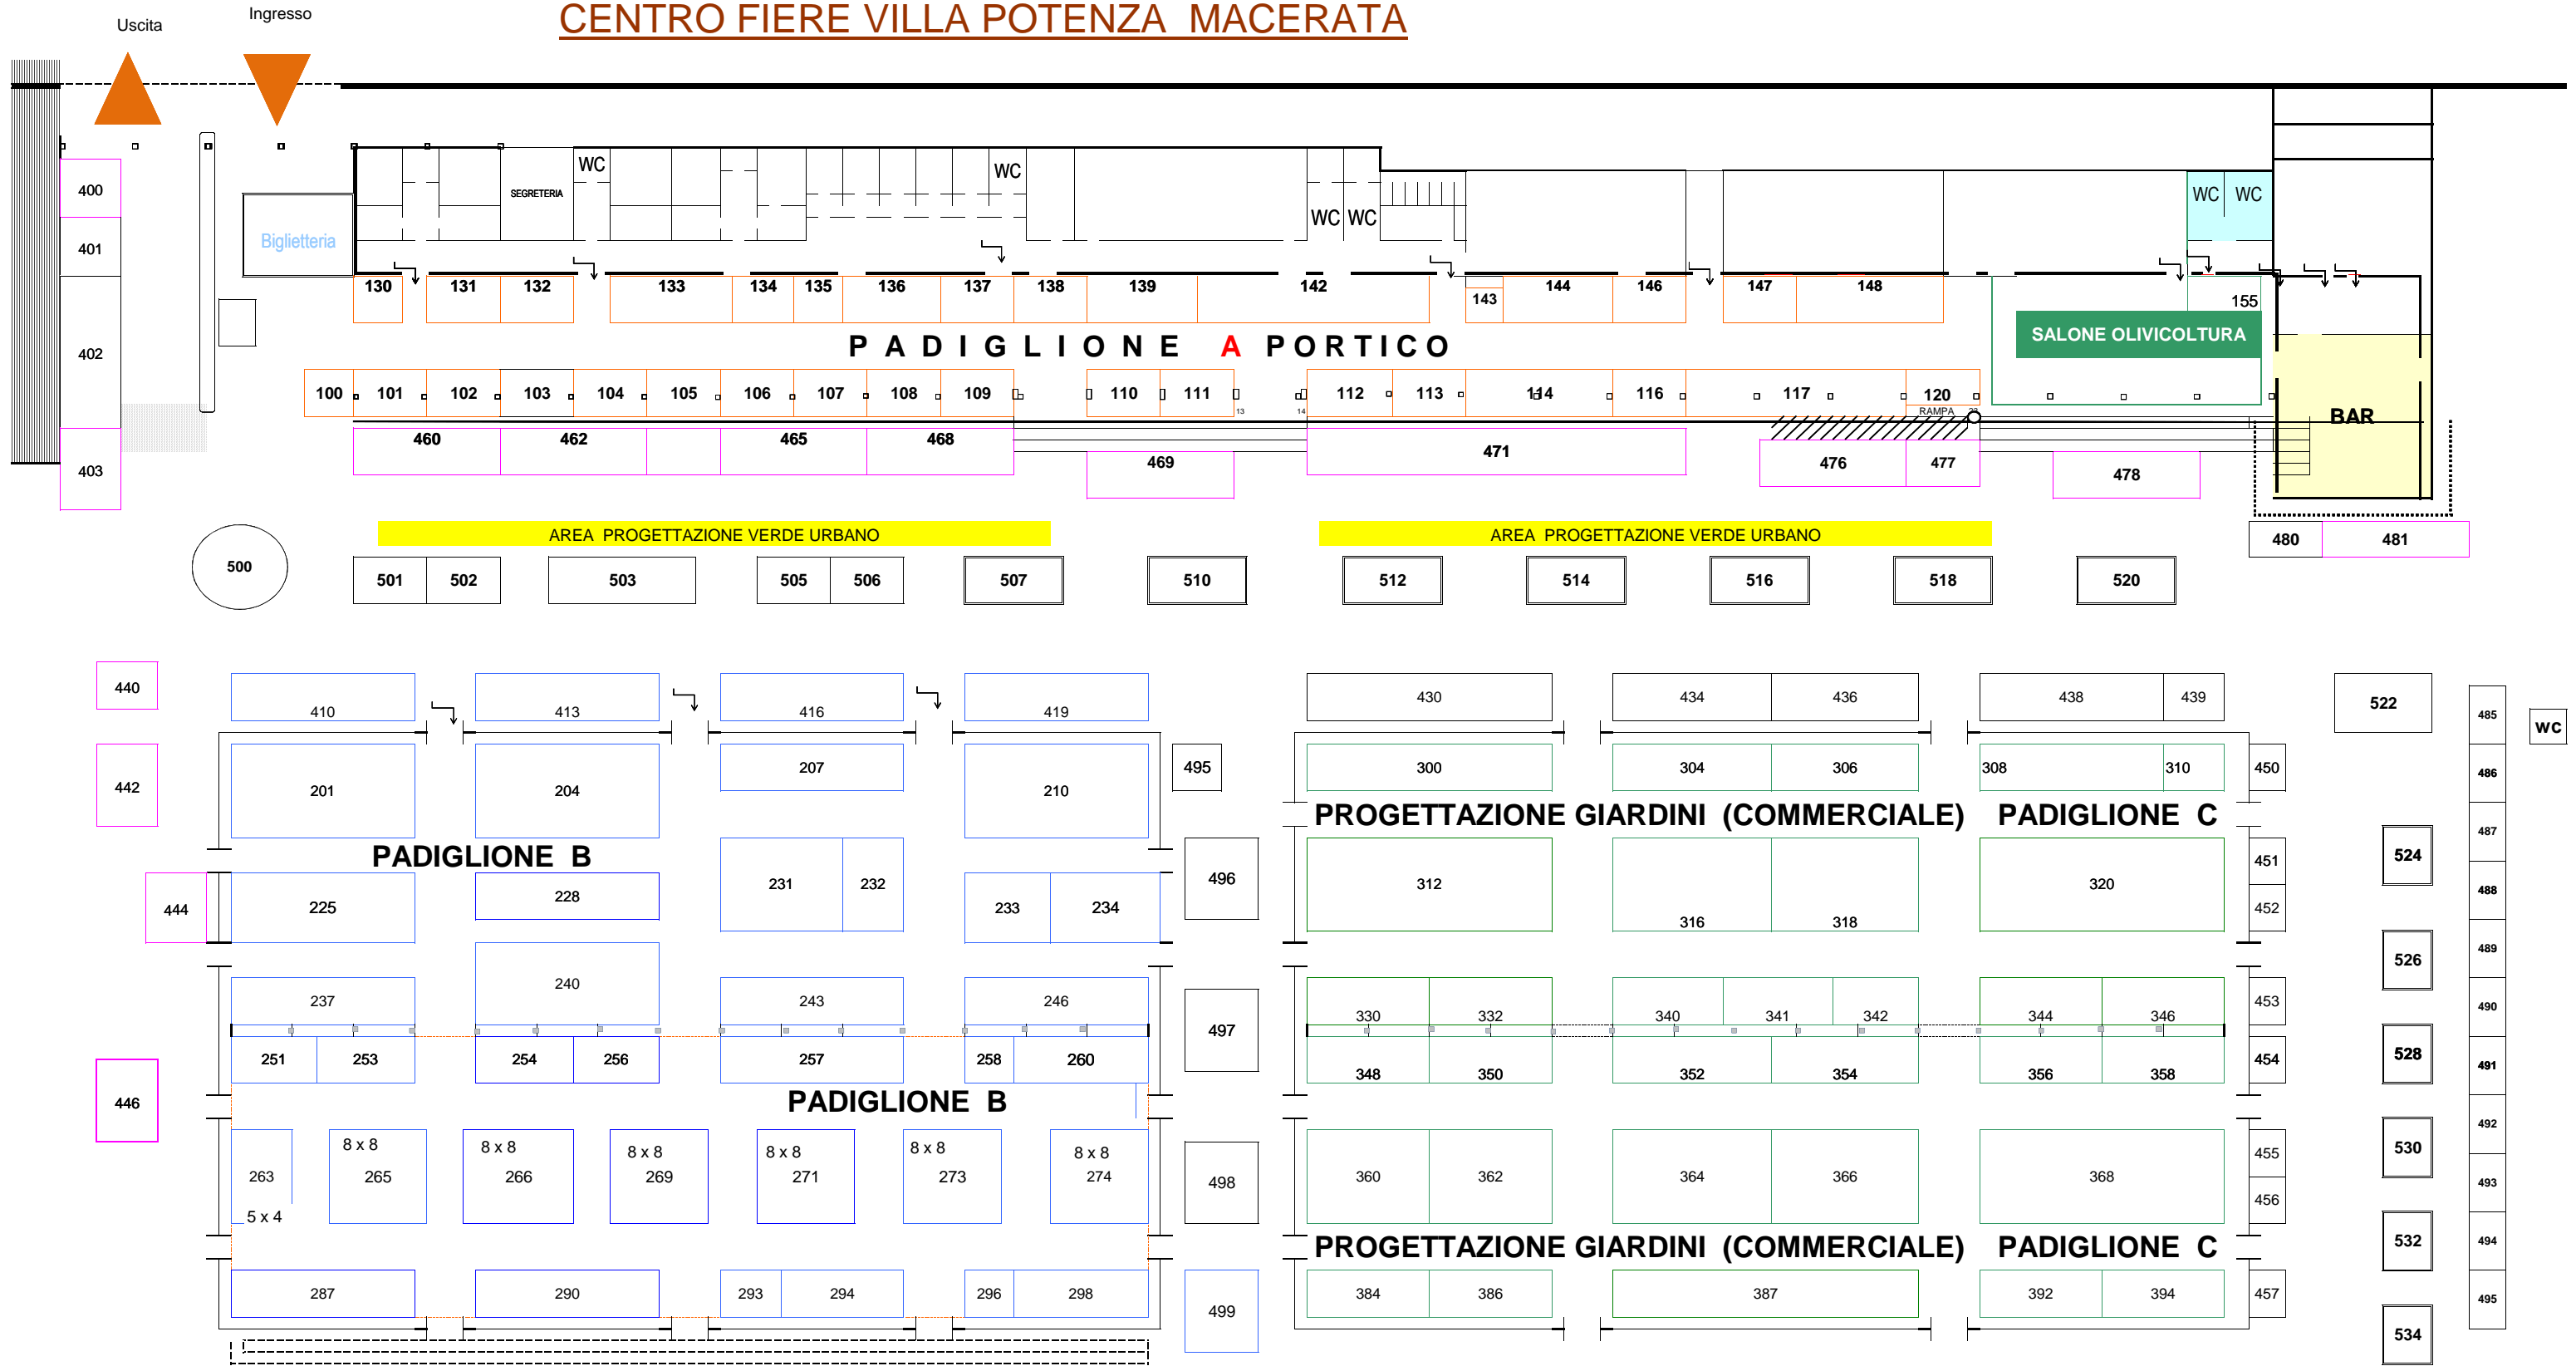 CENTRO FIERE VILLA POTENZA MACERATA
Uscita
Ingresso
400
401
402
403
Biglietteria
SEGRETERIA
WC
WC
WC WC
WC WC
130 131 132 133 134 135 136 137 138 139 142 143 144 146 147 148 155
PADIGLIONE A PORTICO
SALONE OLIVICOLTURA
100 101 102 103 104 105 106 107 108 109 110 111 112 113 114 116 117 120
13 14 RAMPA 23
BAR
460 462 465 468 469 471 476 477 478
AREA PROGETTAZIONE VERDE URBANO
AREA PROGETTAZIONE VERDE URBANO
480 481
500 501 502 503 505 506 507 510 512 514 516 518 520
440 410 413 416 419 430 434 436 438 439 522 485
WC
442 201 204 207 210 495 300 304 306 308 310 450 486
PROGETTAZIONE GIARDINI (COMMERCIALE) PADIGLIONE C
487
PADIGLIONE B
444 225 228 231 232 233 234 496 312 316 318 320 451 452 524 488
237 240 243 246 497 330 332 340 341 342 344 346 453 526 489 490
251 253 254 256 257 258 260 348 350 352 354 356 358 454 528 491
446
PADIGLIONE B
492
8 x 8 8 x 8 8 x 8 8 x 8 8 x 8 8 x 8
263 265 266 269 271 273 274 498 360 362 364 366 368 455 456 530 493
5 x 4
PROGETTAZIONE GIARDINI (COMMERCIALE) PADIGLIONE C
532 494
287 290 293 294 296 298 499 384 386 387 392 394 457 495
534